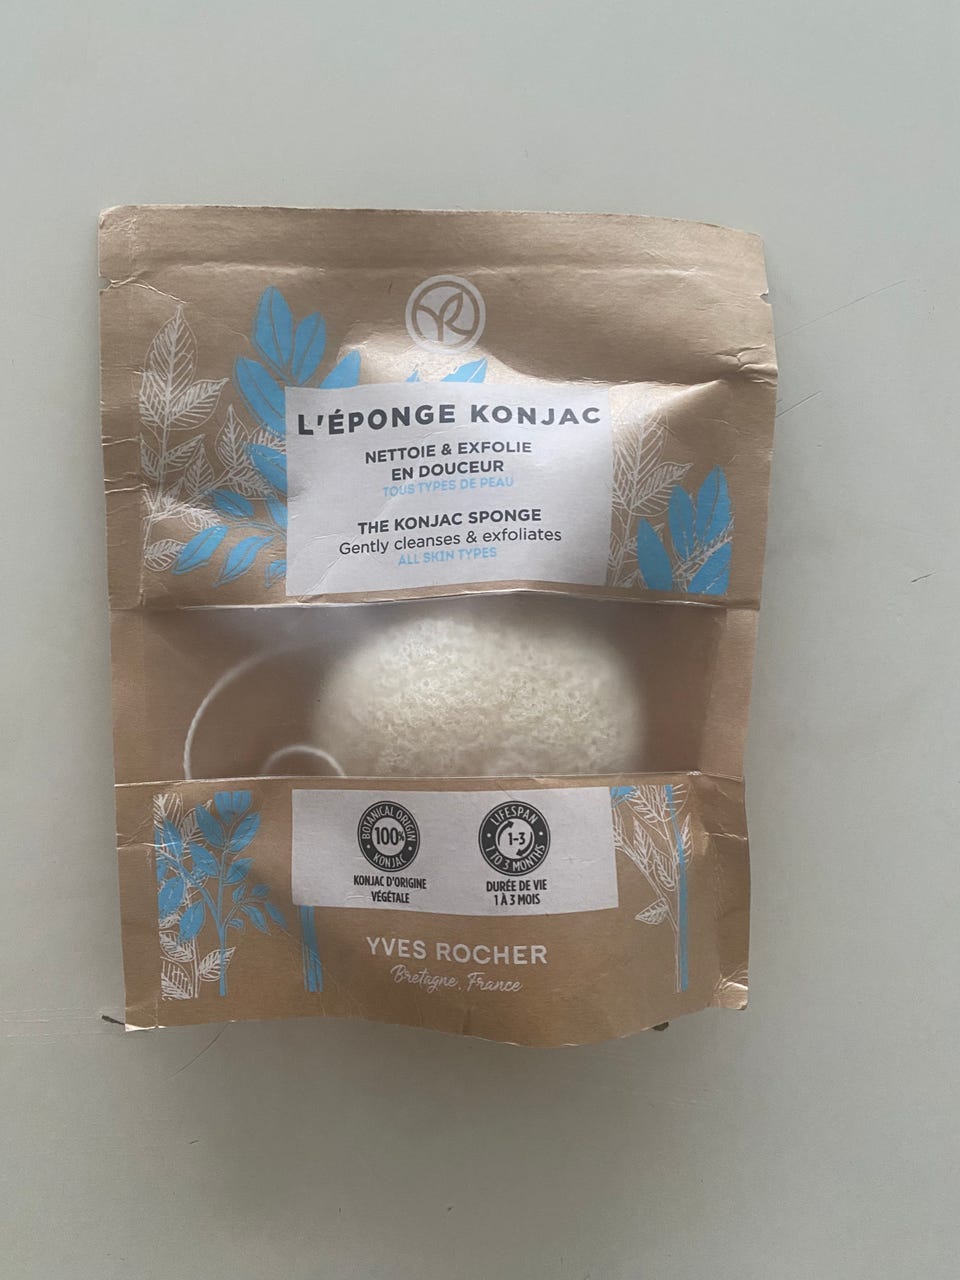 L'ÉPONGE KONJAC
NETTOIE & EXFOLIE
EN DOUCEUR
TOUS TYPES DE PEAU
THE KONJAC SPONGE
Gently cleanses & exfoliates
ALL SKIN TYPES
BOTANICAL ORIGIN
100%
KONJAC
KONJAC D'ORIGINE
VÉGÉTALE
LIFESPAN
1-3
1 TO 3 MONTHS
DURÉE DE VIE
1 À 3 MOIS
YVES ROCHER
Bretagne, France